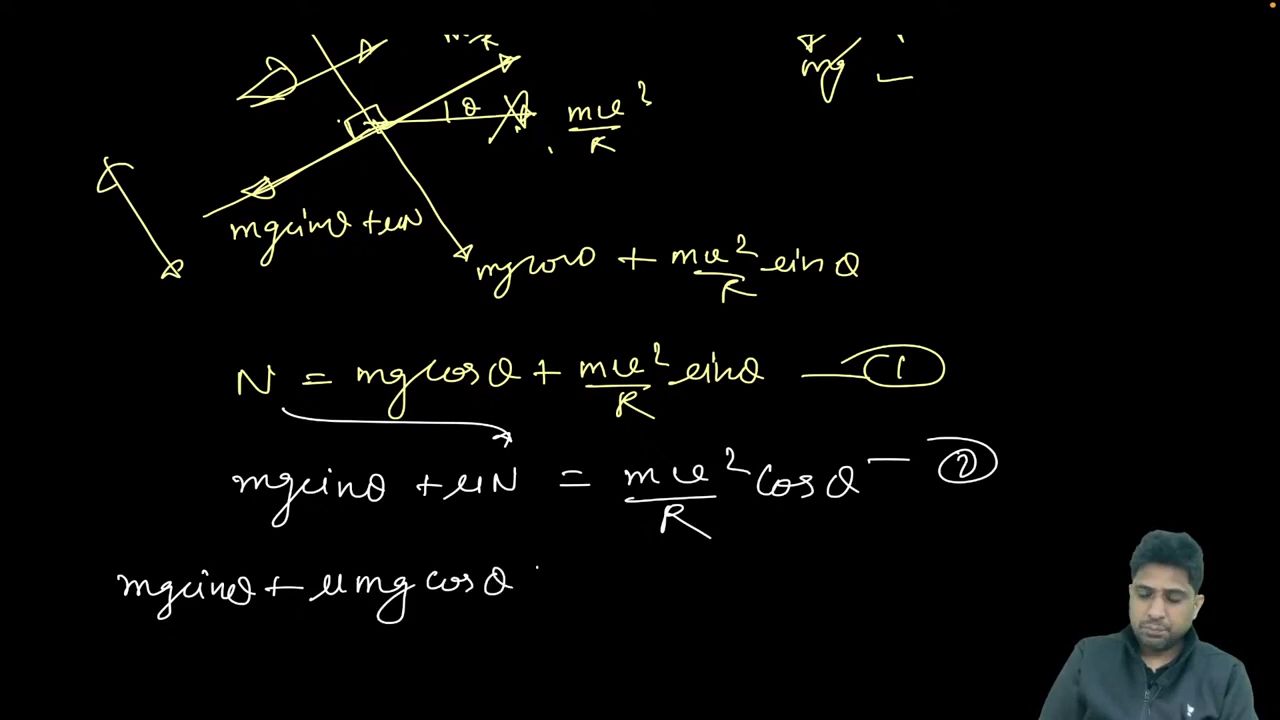 mg
θ
mv²/R
mg sinθ + μN
mg cosθ + mv²/R sinθ
N = mg cosθ + mv²/R sinθ — 1
mg sinθ + μN = mv²/R cosθ — 2
mg sinθ + μ mg cosθ